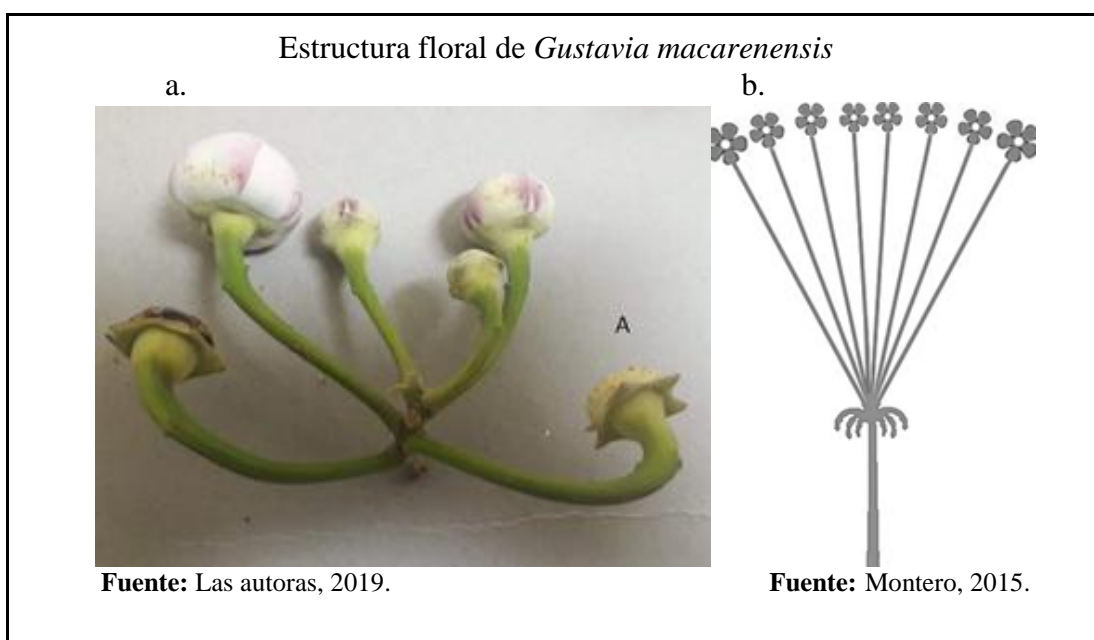 Estructura floral de Gustavia macarenensis
a. b.
A
Fuente: Las autoras, 2019. Fuente: Montero, 2015.